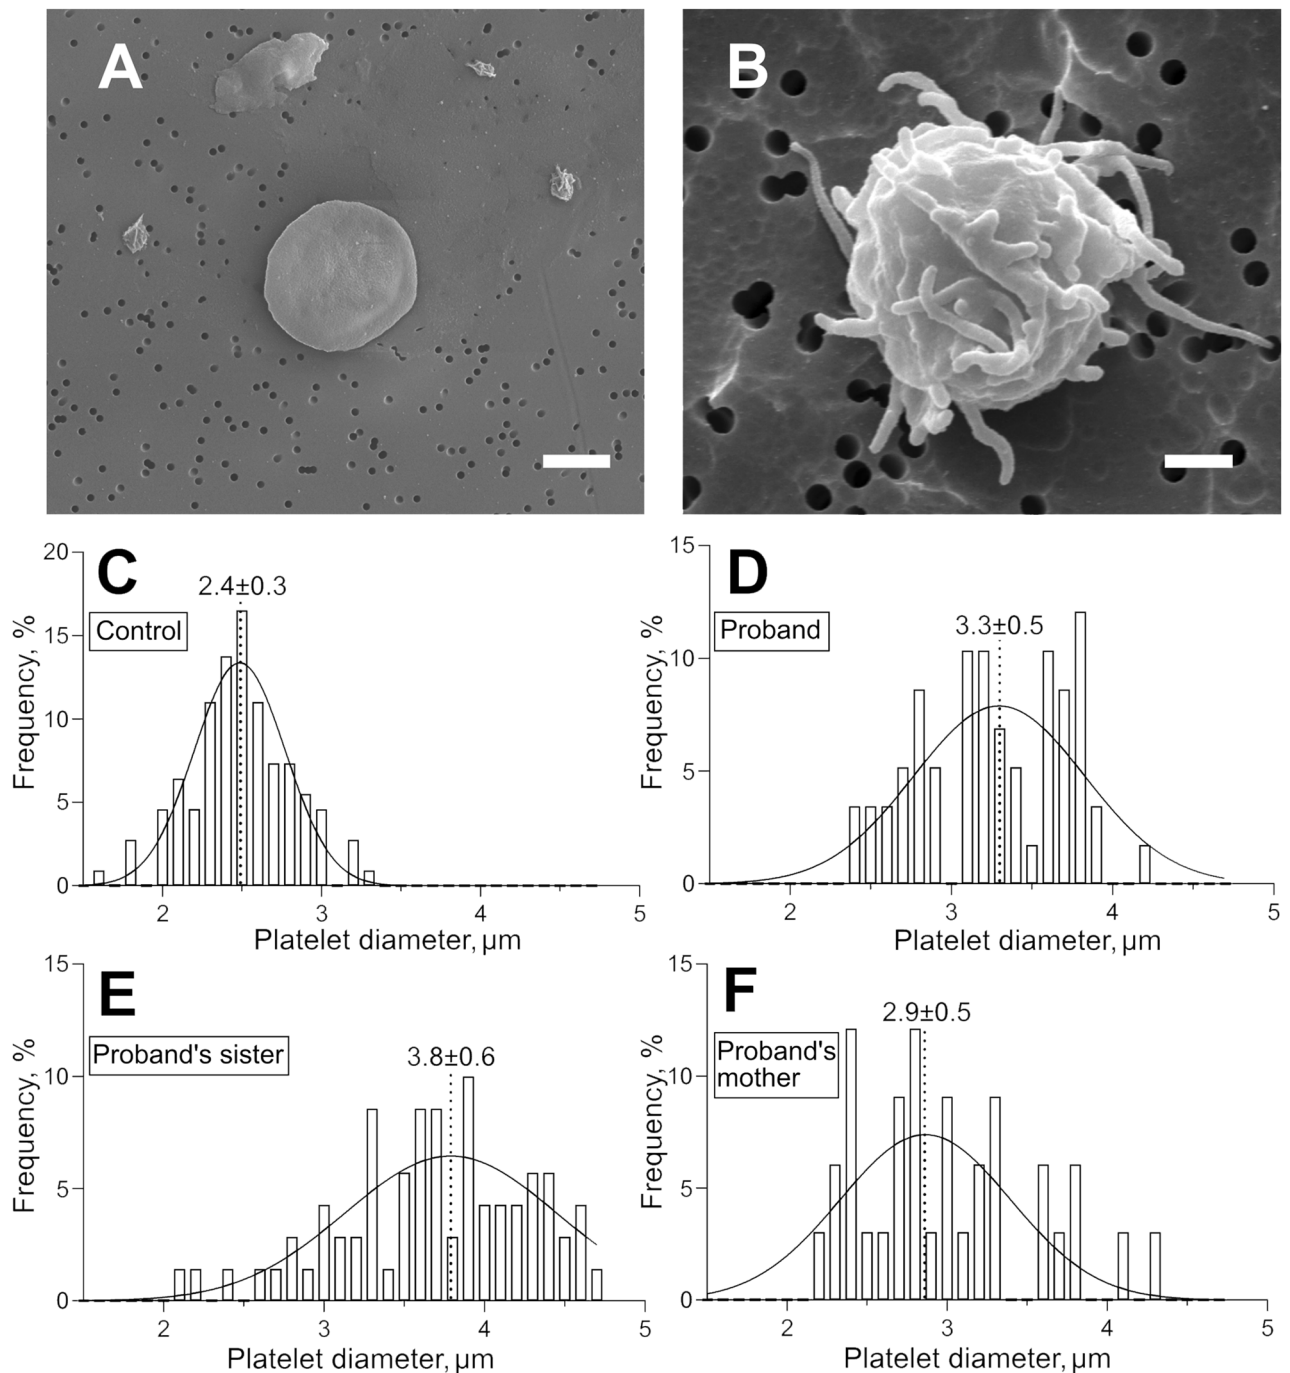 A
B
C
2.4±0.3
Control
20
15
10
5
0
Frequency, %
2
3
4
5
Platelet diameter, µm
D
3.3±0.5
Proband
15
10
5
0
Frequency, %
2
3
4
5
Platelet diameter, µm
E
3.8±0.6
Proband's sister
15
10
5
0
Frequency, %
2
3
4
5
Platelet diameter, µm
F
2.9±0.5
Proband's
mother
15
10
5
0
Frequency, %
2
3
4
5
Platelet diameter, µm